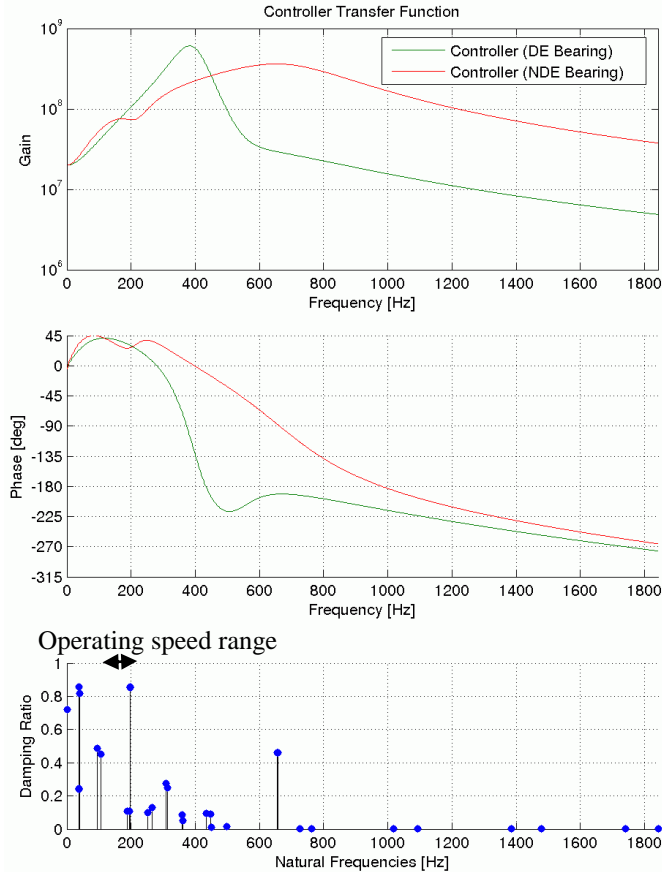 Controller Transfer Function
10^9
10^8
10^7
10^6
Gain
Controller (DE Bearing)
Controller (NDE Bearing)
0 200 400 600 800 1000 1200 1400 1600 1800
Frequency [Hz]
45
0
-45
-90
-135
-180
-225
-270
-315
Phase [deg]
0 200 400 600 800 1000 1200 1400 1600 1800
Frequency [Hz]
Operating speed range
1
0.8
0.6
0.4
0.2
0
Damping Ratio
0 200 400 600 800 1000 1200 1400 1600 1800
Natural Frequencies [Hz]